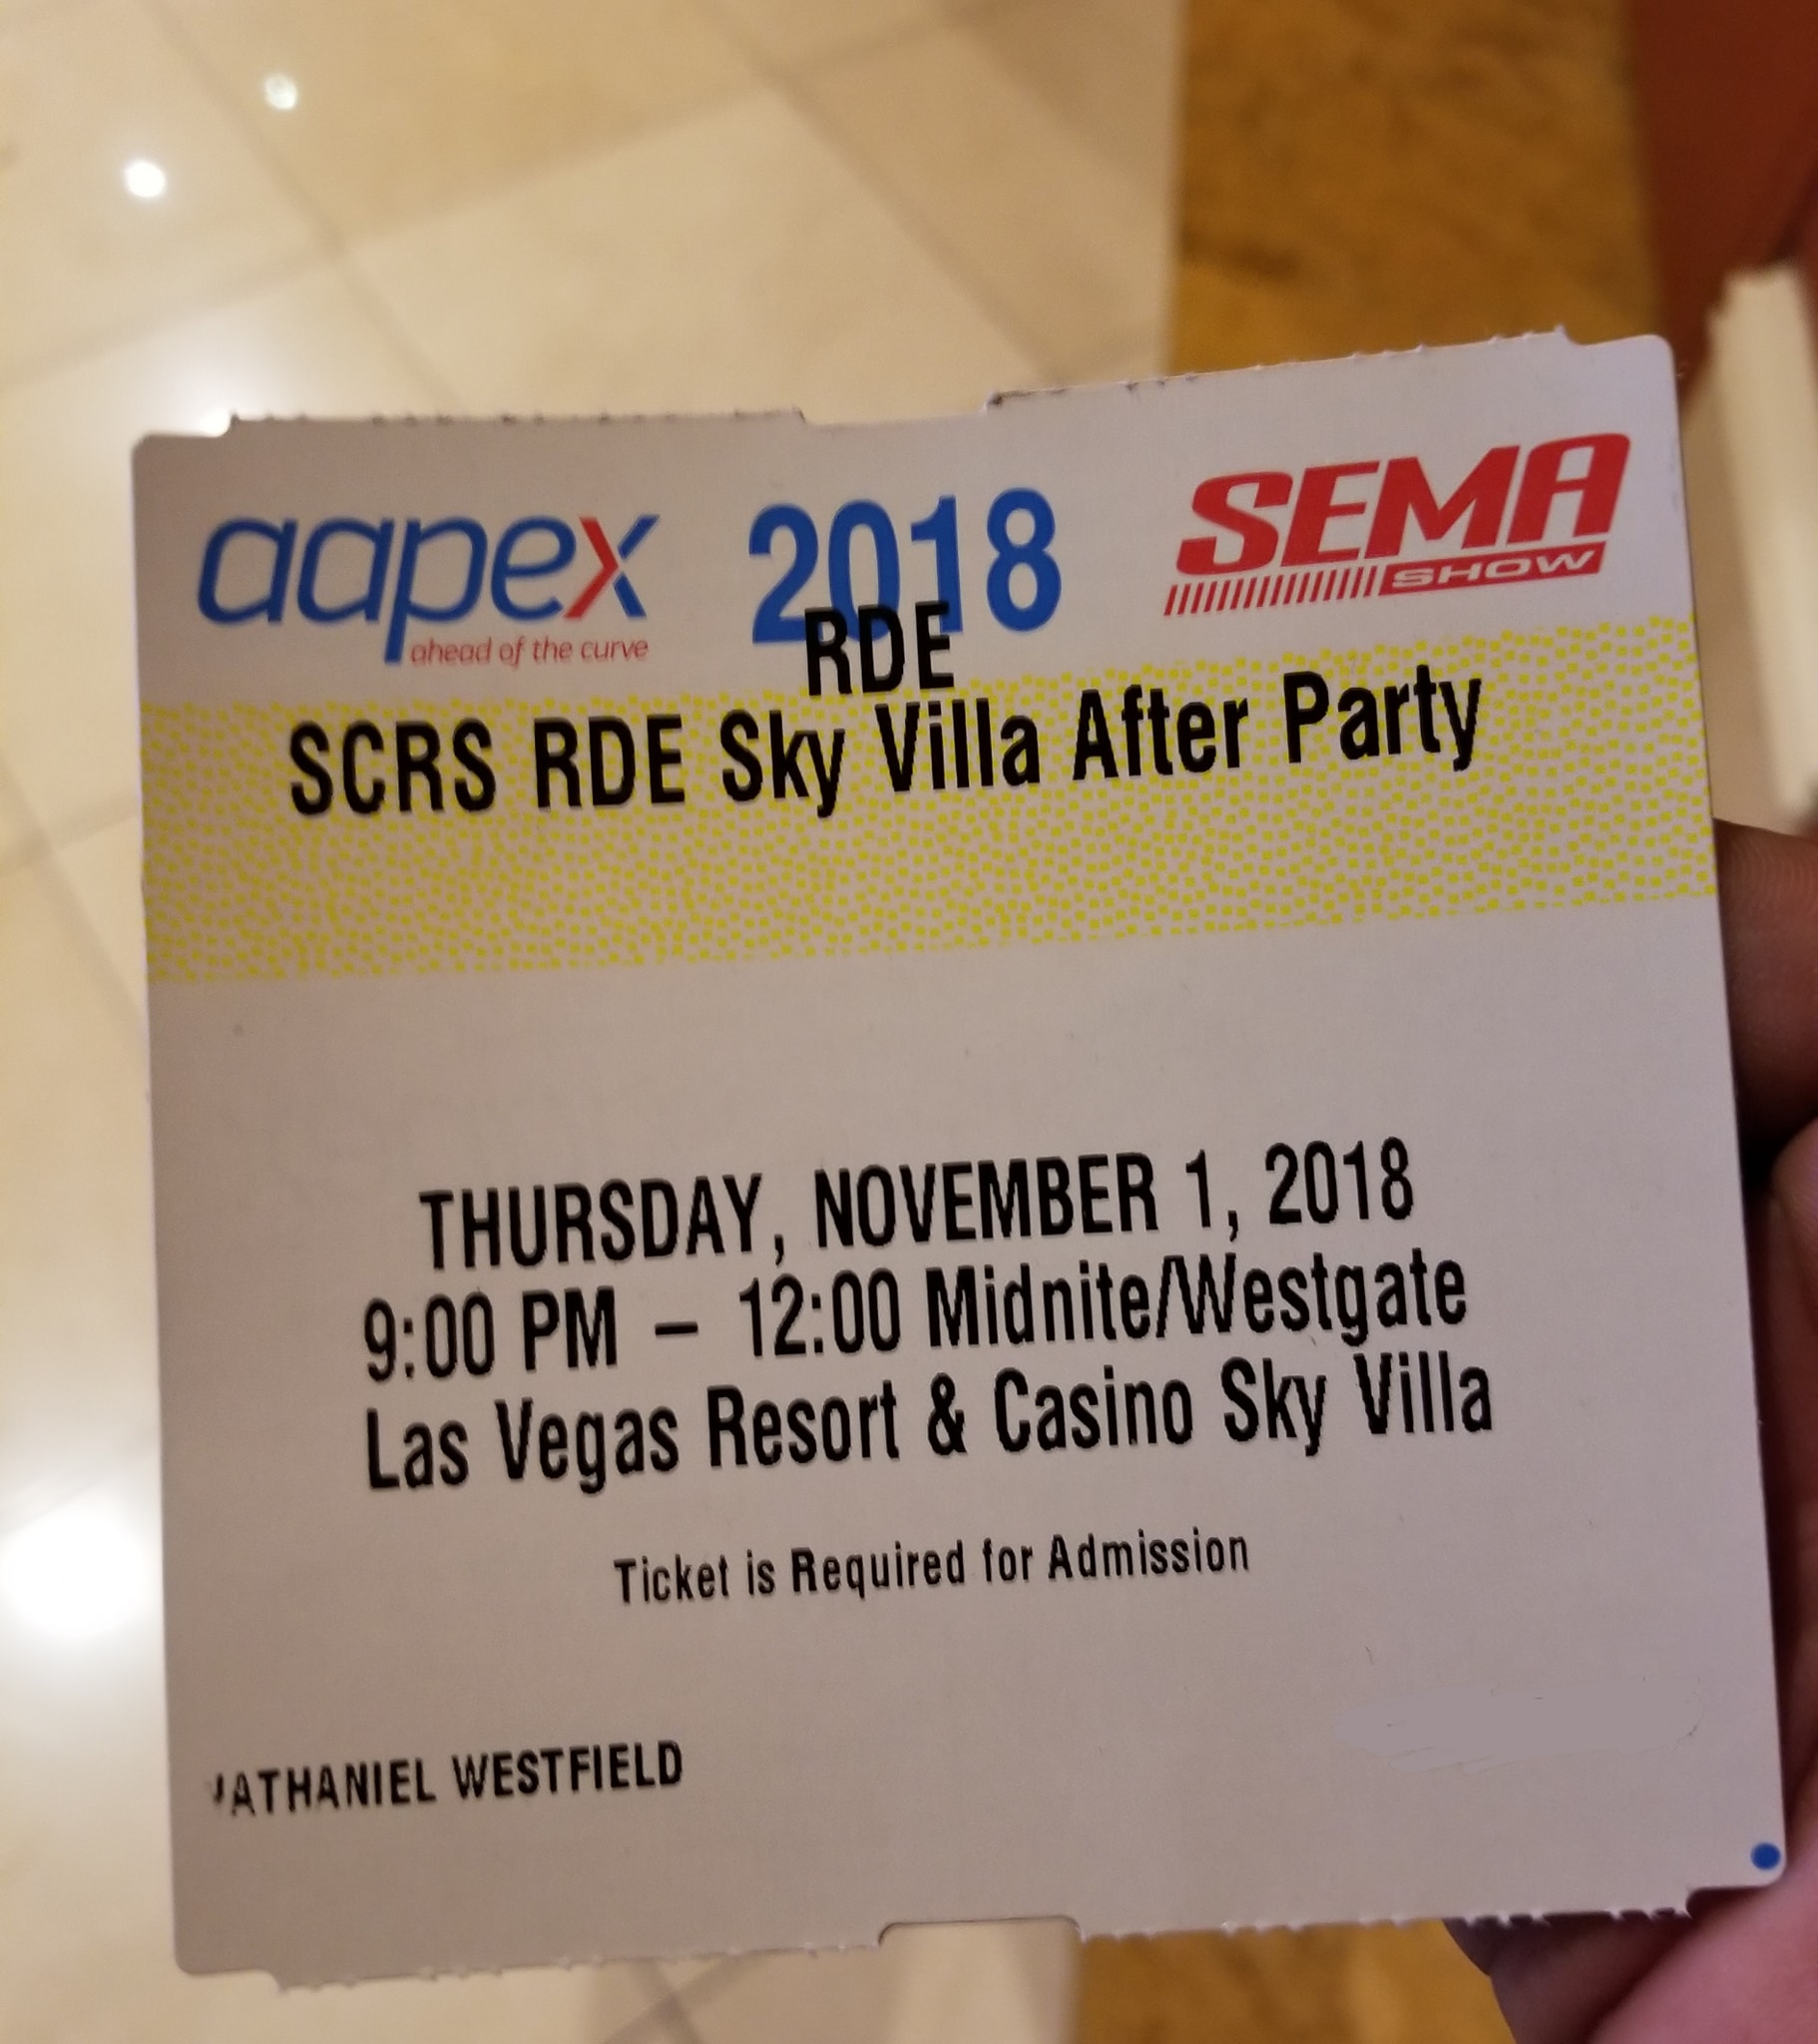 aapex 2018 SEMA
ahead of the curve SHOW
RDE
SCRS RDE Sky Villa After Party
THURSDAY, NOVEMBER 1, 2018
9:00 PM – 12:00 Midnite/Westgate
Las Vegas Resort & Casino Sky Villa
Ticket is Required for Admission
WESTFIELD